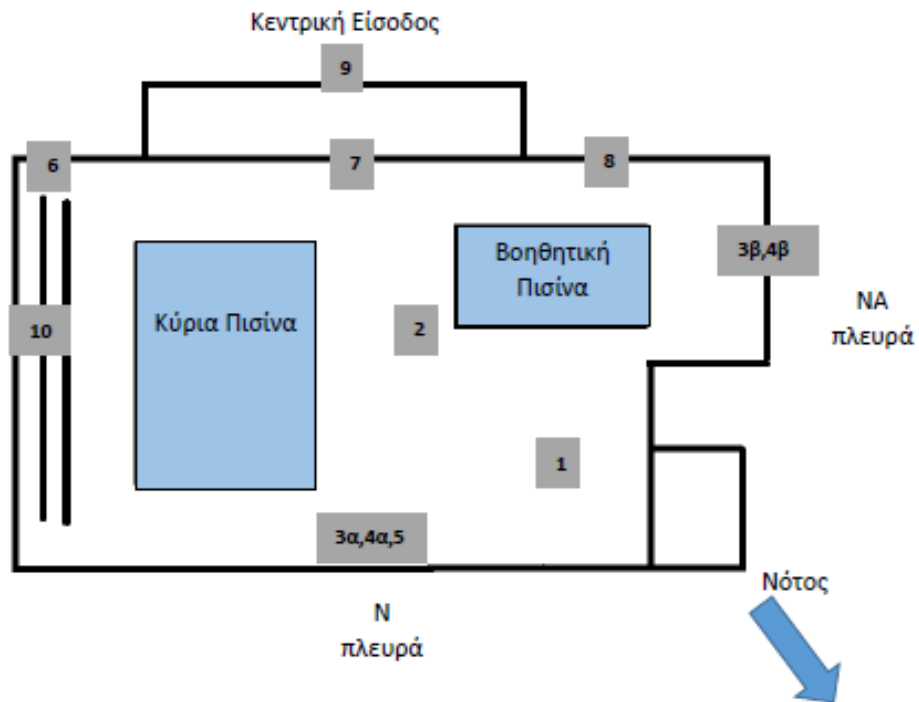 Κεντρική Είσοδος
9
6
7
8
3β,4β
Βοηθητική
Πισίνα
Κύρια Πισίνα
2
10
ΝΑ
πλευρά
1
3α,4α,5
Νότος
Ν
πλευρά